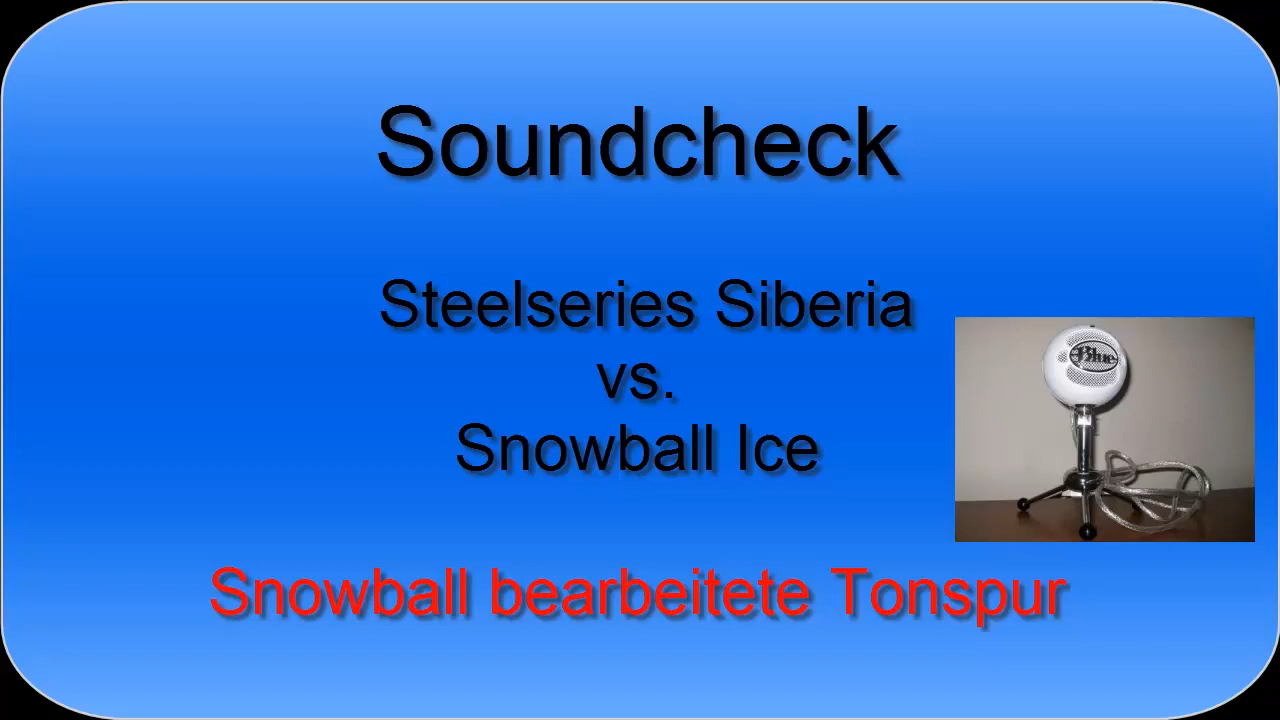 Soundcheck
Steelseries Siberia
vs.
Snowball Ice
Blue
Snowball bearbeitete Tonspur